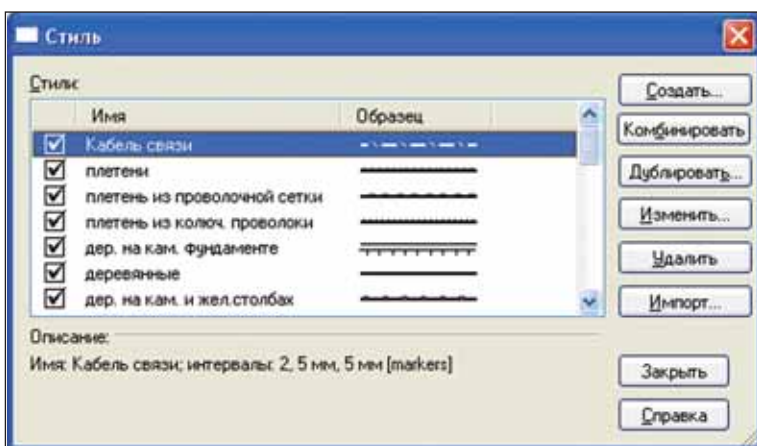 Стиль
Стили:
Создать...
Имя Образец
Комбинировать
Кабель связи
плетени
Дублировать...
плетень из проволочной сетки
плетень из колюч. проволоки
Изменить...
дер. на кам. фундаменте
Удалить
деревянные
дер. на кам. и жел.столбах
Импорт...
Описание:
Имя: Кабель связи; интервалы: 2, 5 мм, 5 мм [markers]
Закрыть
Справка